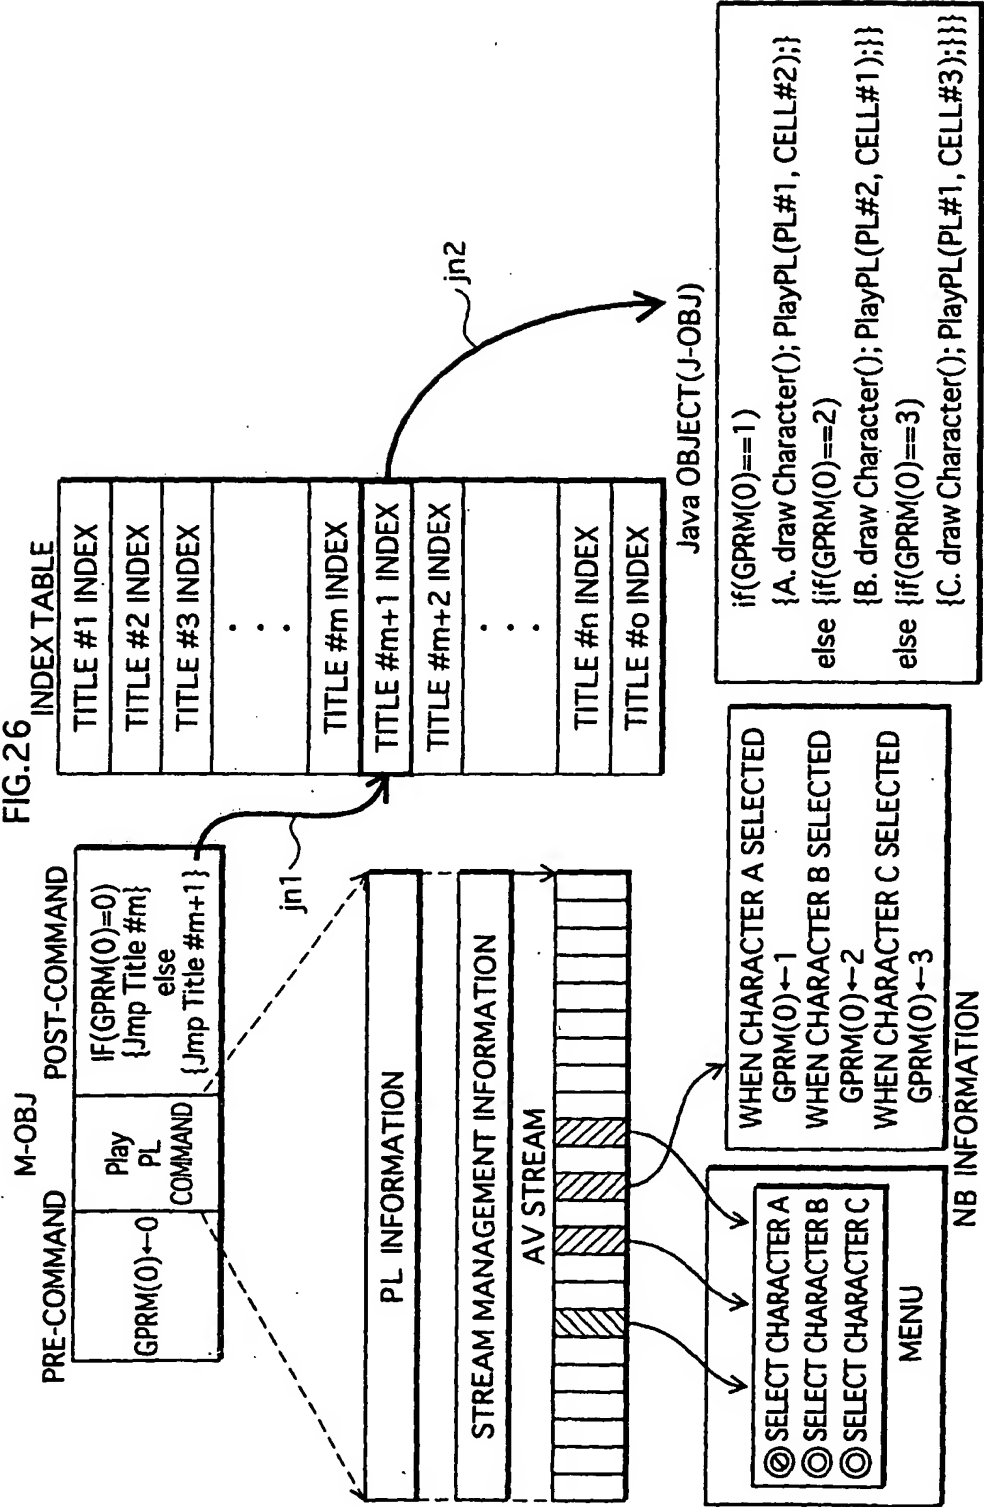 FIG.26
PRE-COMMAND
M-OBJ
POST-COMMAND
GPRM(0)←0
Play
PL
COMMAND
IF(GPRM(0)=0)
{Jmp Title #m}
else
{Jmp Title #m+1}
jn1
INDEX TABLE
TITLE #1 INDEX
TITLE #2 INDEX
TITLE #3 INDEX
. . .
TITLE #m INDEX
TITLE #m+1 INDEX
TITLE #m+2 INDEX
. . .
TITLE #n INDEX
TITLE #o INDEX
jn2
PL INFORMATION
STREAM MANAGEMENT INFORMATION
AV STREAM
SELECT CHARACTER A
SELECT CHARACTER B
SELECT CHARACTER C
MENU
WHEN CHARACTER A SELECTED
GPRM(0)←1
WHEN CHARACTER B SELECTED
GPRM(0)←2
WHEN CHARACTER C SELECTED
GPRM(0)←3
NB INFORMATION
Java OBJECT(J-OBJ)
if(GPRM(0)==1)
{A. draw Character(); PlayPL(PL#1, CELL#2);}
else {if(GPRM(0)==2)
{B. draw Character(); PlayPL(PL#2, CELL#1);}}
else {if(GPRM(0)==3)
{C. draw Character(); PlayPL(PL#1, CELL#3);}}}